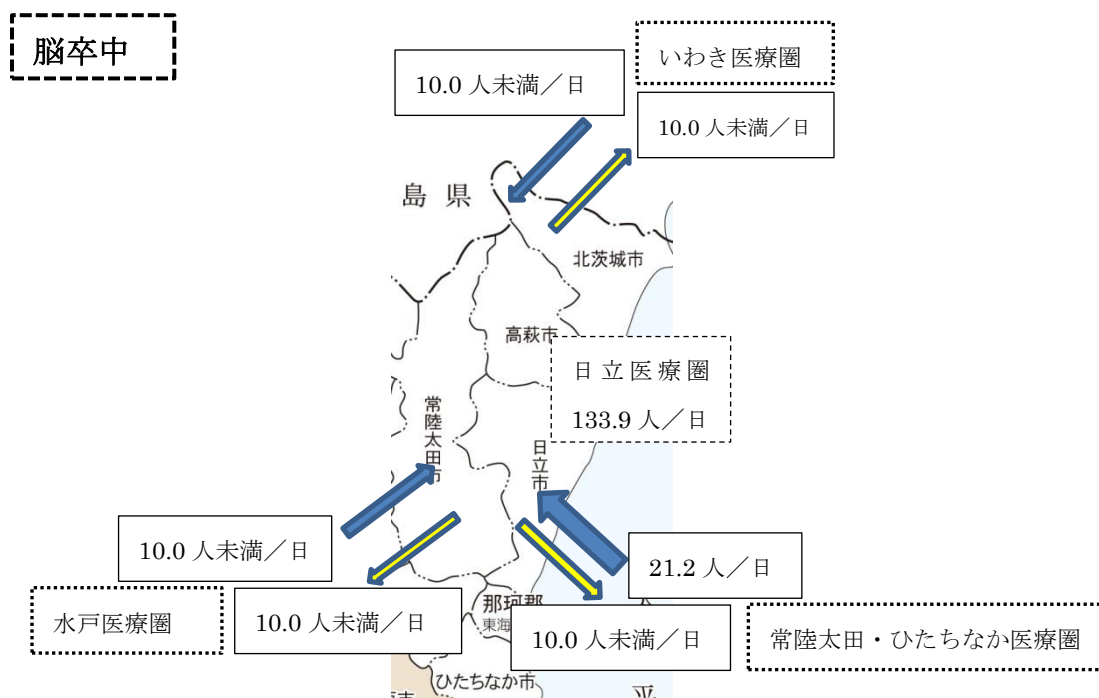 脳卒中
いわき医療圏
10.0 人未満／日
10.0 人未満／日
島 県
北茨城市
高萩市
日立医療圏
133.9 人／日
常陸太田市
日立市
10.0 人未満／日
21.2 人／日
水戸医療圏
10.0 人未満／日
那珂郡
東海
10.0 人未満／日
常陸太田・ひたちなか医療圏
ひたちなか市